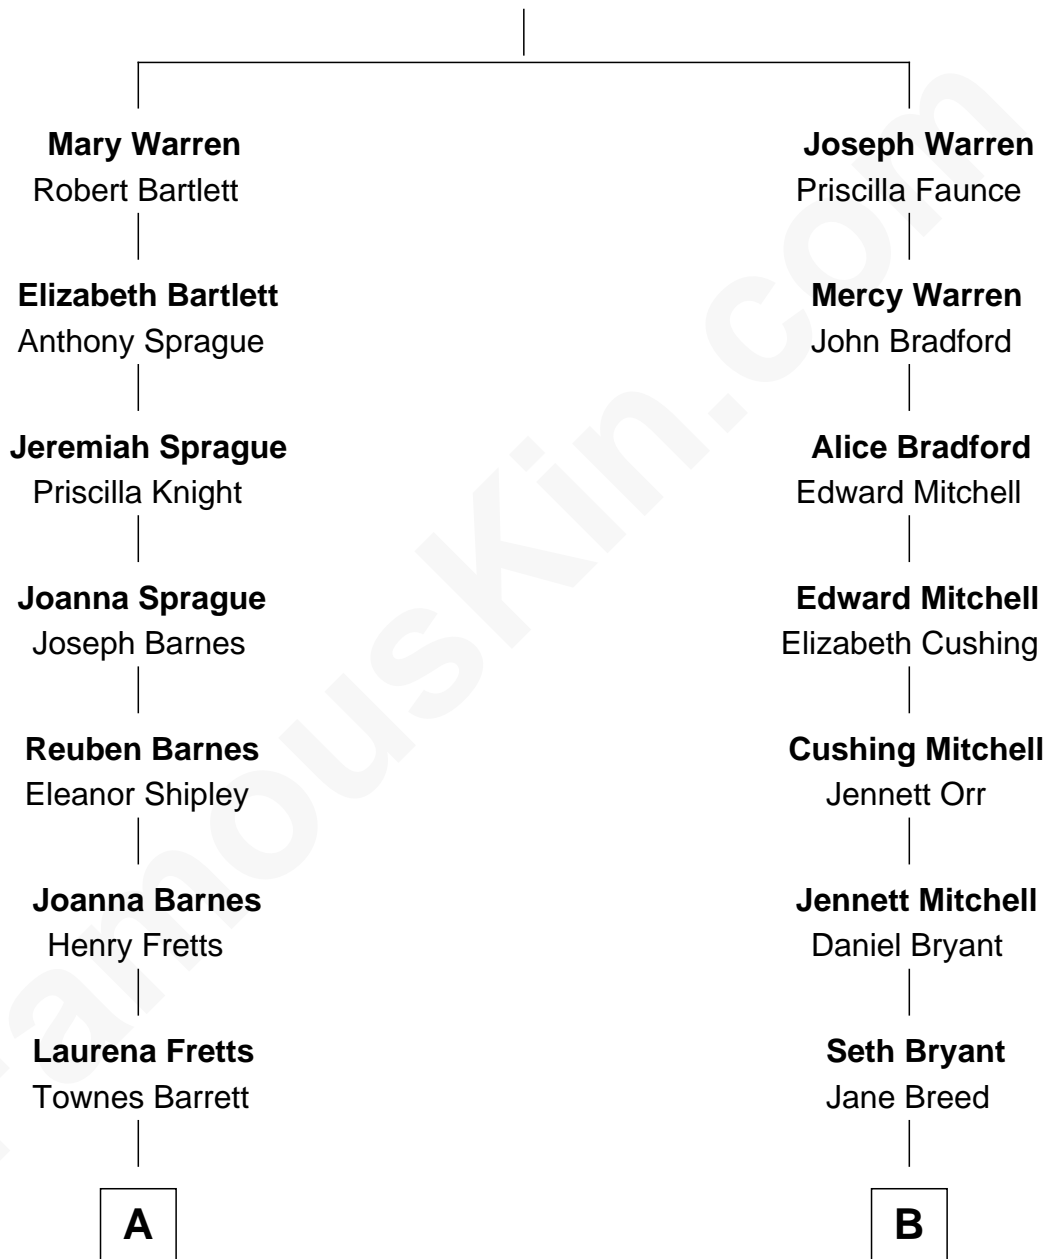 Mary Warren
Robert Bartlett
Elizabeth Bartlett
Anthony Sprague
Jeremiah Sprague
Priscilla Knight
Joanna Sprague
Joseph Barnes
Reuben Barnes
Eleanor Shipley
Joanna Barnes
Henry Fretts
Laurena Fretts
Townes Barrett
A
Joseph Warren
Priscilla Faunce
Mercy Warren
John Bradford
Alice Bradford
Edward Mitchell
Edward Mitchell
Elizabeth Cushing
Cushing Mitchell
Jennett Orr
Jennett Mitchell
Daniel Bryant
Seth Bryant
Jane Breed
B
FamousKin.com